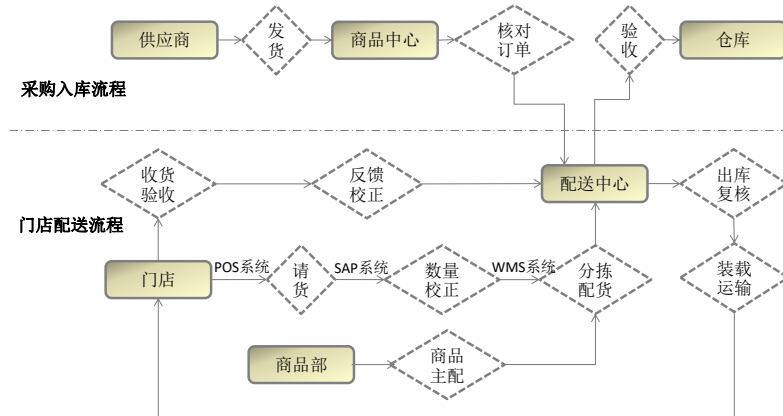 供应商
发
货
商品中心
核对
订单
验
收
仓库
采购入库流程
收货
验收
反馈
校正
配送中心
出库
复核
门店配送流程
门店
POS系统
请
货
SAP系统
数量
校正
WMS系统
分拣
配货
装载
运输
商品部
商品
主配